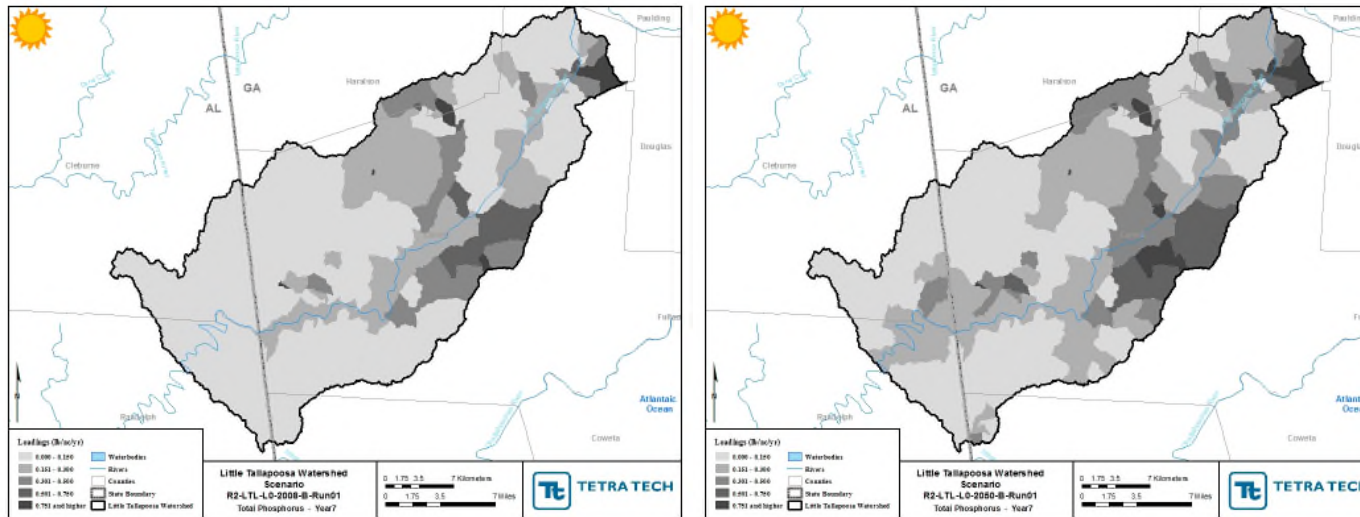 Paulding
Haralson
GA
AL
Cleburne
Douglas
Randolph
Atlantaic
Ocean
Coweta
N
Loadings (lb/ac/yr)
0.000 - 0.150
0.151 - 0.300
0.301 - 0.500
0.501 - 0.750
0.751 and higher
Waterbodies
Rivers
Counties
State Boundary
Little Tallapoosa Watershed
Little Tallapoosa Watershed
Scenario
R2-LTL-L0-2008-B-Run01
Total Phosphorus - Year7
0 1.75 3.5 7 Kilometers
0 1.75 3.5 7 Miles
Tt TETRA TECH
Paulding
Haralson
GA
AL
Cleburne
Douglas
Randolph
Ocean
Coweta
N
Loadings (lb/ac/yr)
0.000 - 0.150
0.151 - 0.300
0.301 - 0.500
0.501 - 0.750
0.751 and higher
Waterbodies
Rivers
Counties
State Boundary
Little Tallapoosa Watershed
Little Tallapoosa Watershed
Scenario
R2-LTL-L0-2050-B-Run01
Total Phosphorus - Year7
0 1.75 3.5 7 Kilometers
0 1.75 3.5 7 Miles
Tt TETRA TECH